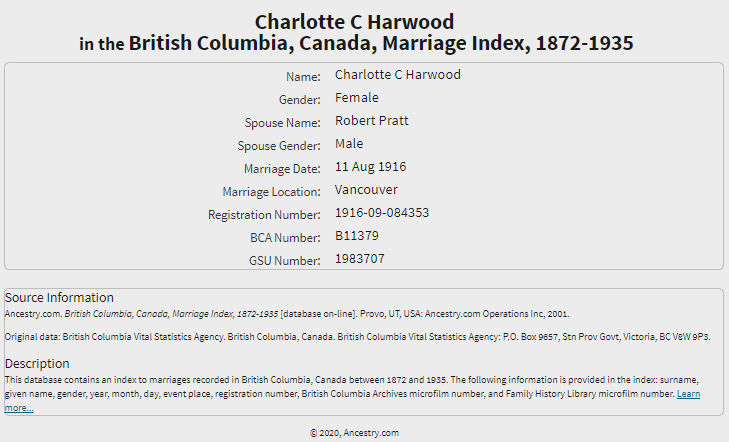 Charlotte C Harwood
in the British Columbia, Canada, Marriage Index, 1872-1935
Name: Charlotte C Harwood
Gender: Female
Spouse Name: Robert Pratt
Spouse Gender: Male
Marriage Date: 11 Aug 1916
Marriage Location: Vancouver
Registration Number: 1916-09-084353
BCA Number: B11379
GSU Number: 1983707
Source Information
Ancestry.com. British Columbia, Canada, Marriage Index, 1872-1935 [database on-line]. Provo, UT, USA: Ancestry.com Operations Inc, 2001.
Original data: British Columbia Vital Statistics Agency. British Columbia, Canada. British Columbia Vital Statistics Agency: P.O. Box 9657, Stn Prov Govt, Victoria, BC V8W 9P3.
Description
This database contains an index to marriages recorded in British Columbia, Canada between 1872 and 1935. The following information is provided in the index: surname,
given name, gender, year, month, day, event place, registration number, British Columbia Archives microfilm number, and Family History Library microfilm number. Learn
more...
© 2020, Ancestry.com